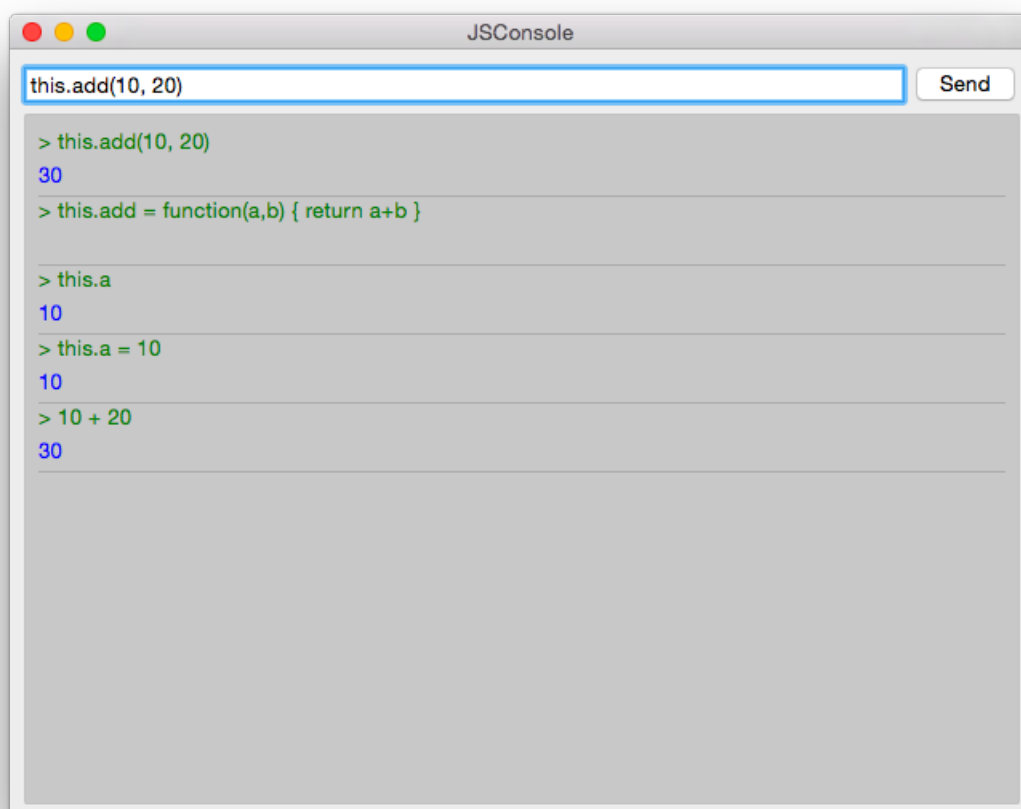 JSConsole
this.add(10, 20)
Send
> this.add(10, 20)
30
> this.add = function(a,b) { return a+b }
> this.a
10
> this.a = 10
10
> 10 + 20
30